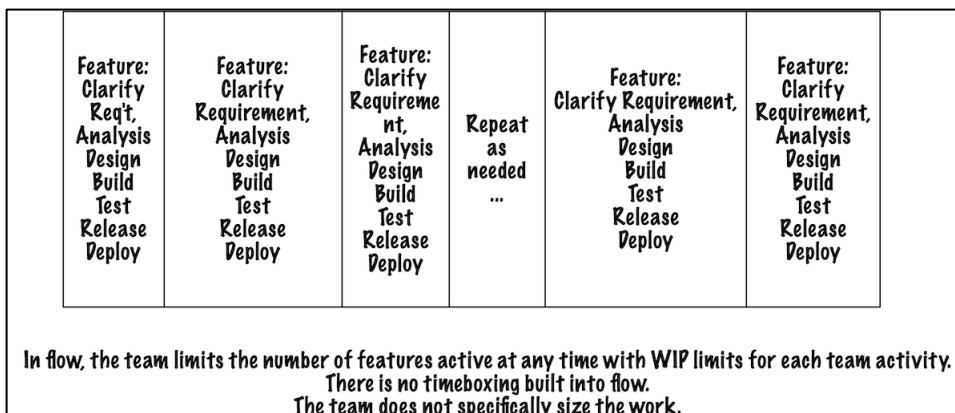 Feature:
Clarify
Req't,
Analysis
Design
Build
Test
Release
Deploy
Feature:
Clarify
Requirement,
Analysis
Design
Build
Test
Release
Deploy
Feature:
Clarify
Requireme
nt,
Analysis
Design
Build
Test
Release
Deploy
Repeat
as
needed
...
Feature:
Clarify Requirement,
Analysis
Design
Build
Test
Release
Deploy
Feature:
Clarify
Requirement,
Analysis
Design
Build
Test
Release
Deploy
In flow, the team limits the number of features active at any time with WIP limits for each team activity.
There is no timeboxing built into flow.
The team does not specifically size the work.